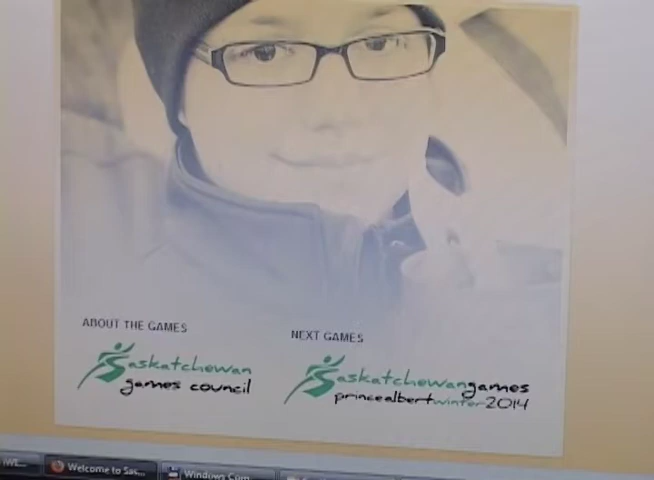 ABOUT THE GAMES
NEXT GAMES
Saskatchewan
games council
Saskatchewangames
princealbertwinter2014
Welcome to Sas...
Windows Com...